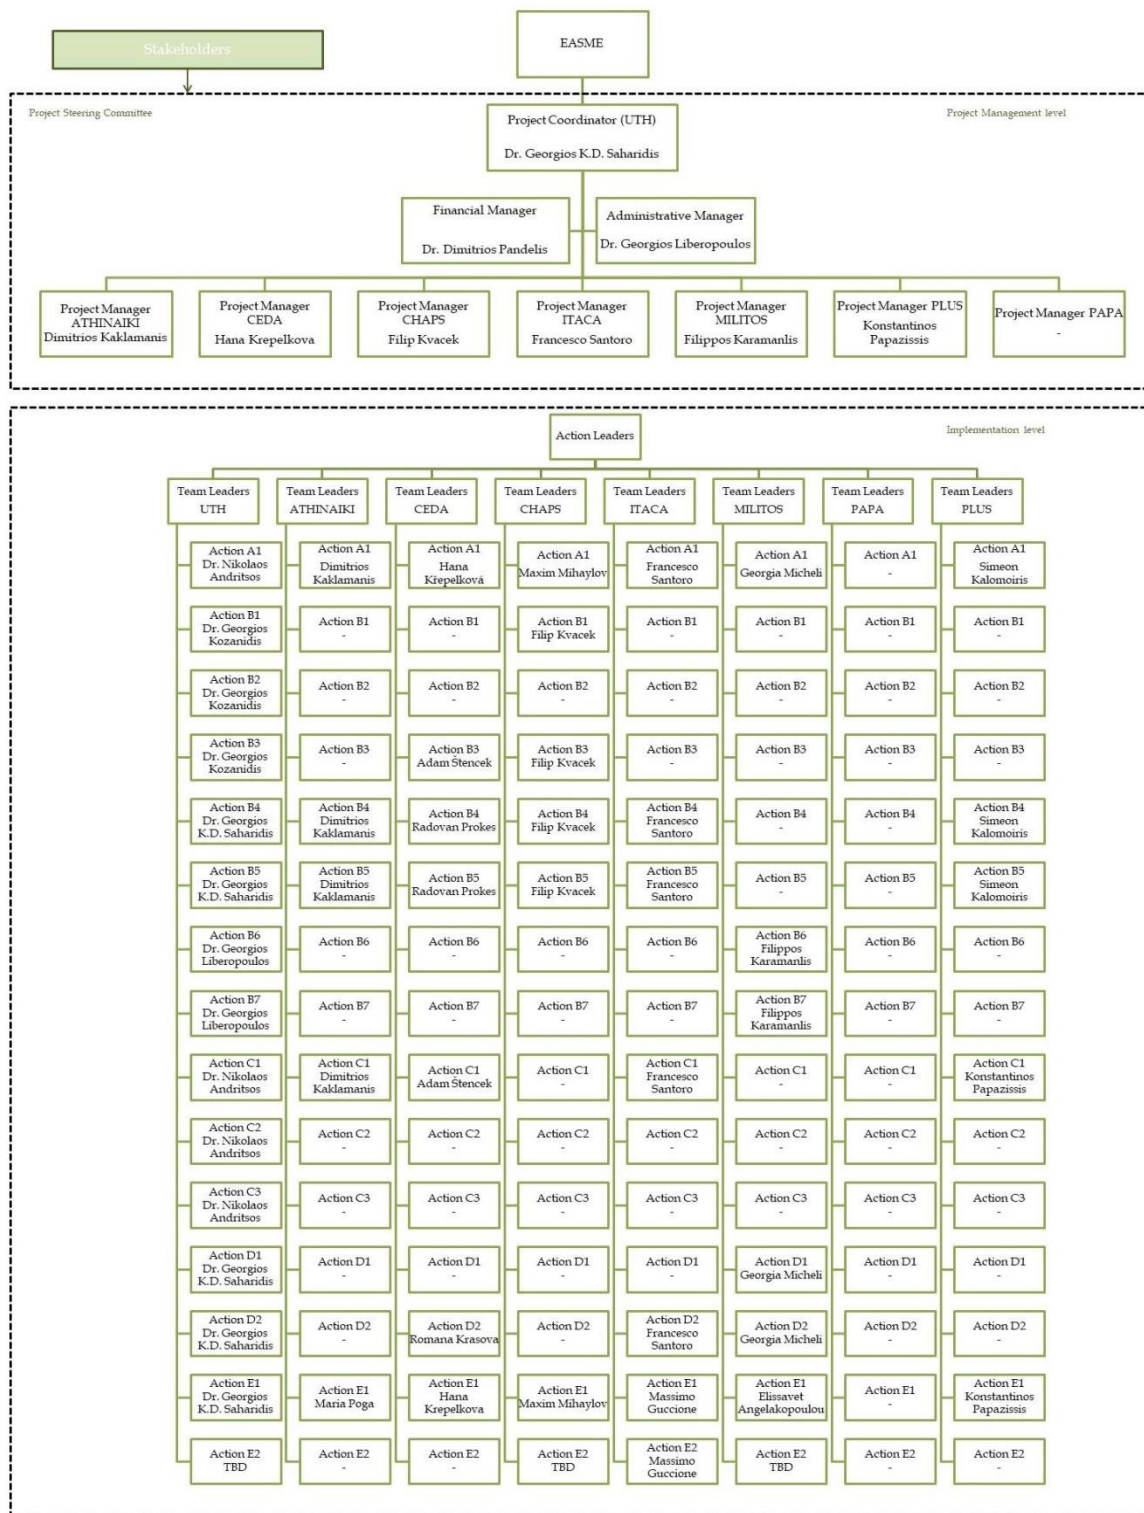 Stakeholders
EASME
Project Steering Committee
Project Management level
Project Coordinator (UTH)
Dr. Georgios K.D. Saharidis
Financial Manager
Dr. Dimitrios Pandelis
Administrative Manager
Dr. Georgios Liberopoulos
Project Manager
ATHINAIKI
Dimitrios Kaklamanis
Project Manager
CEDA
Hana Krepelkova
Project Manager
CHAPS
Filip Kvacek
Project Manager
ITACA
Francesco Santoro
Project Manager
MILITOS
Filippos Karamanlis
Project Manager PLUS
Konstantinos
Papazissis
Project Manager PAPA
-
Implementation level
Action Leaders
Team Leaders
UTH
Team Leaders
ATHINAIKI
Team Leaders
CEDA
Team Leaders
CHAPS
Team Leaders
ITACA
Team Leaders
MILITOS
Team Leaders
PAPA
Team Leaders
PLUS
Action A1
Dr. Nikolaos
Andritsos
Action A1
Dimitrios
Kaklamanis
Action A1
Hana
Křepelková
Action A1
Maxim Mihaylov
Action A1
Francesco
Santoro
Action A1
Georgia Micheli
Action A1
-
Action A1
Simeon
Kalomoiris
Action B1
Dr. Georgios
Kozanidis
Action B1
-
Action B1
-
Action B1
Filip Kvacek
Action B1
-
Action B1
-
Action B1
-
Action B1
-
Action B2
Dr. Georgios
Kozanidis
Action B2
-
Action B2
-
Action B2
-
Action B2
-
Action B2
-
Action B2
-
Action B2
-
Action B3
Dr. Georgios
Kozanidis
Action B3
-
Action B3
Adam Štencek
Action B3
Filip Kvacek
Action B3
-
Action B3
-
Action B3
-
Action B3
-
Action B4
Dr. Georgios
K.D. Saharidis
Action B4
Dimitrios
Kaklamanis
Action B4
Radovan Prokes
Action B4
Filip Kvacek
Action B4
Francesco
Santoro
Action B4
-
Action B4
-
Action B4
Simeon
Kalomoiris
Action B5
Dr. Georgios
K.D. Saharidis
Action B5
Dimitrios
Kaklamanis
Action B5
Radovan Prokes
Action B5
Filip Kvacek
Action B5
Francesco
Santoro
Action B5
-
Action B5
-
Action B5
Simeon
Kalomoiris
Action B6
Dr. Georgios
Liberopoulos
Action B6
-
Action B6
-
Action B6
-
Action B6
-
Action B6
Filippos
Karamanlis
Action B6
-
Action B6
-
Action B7
Dr. Georgios
Liberopoulos
Action B7
-
Action B7
-
Action B7
-
Action B7
-
Action B7
Filippos
Karamanlis
Action B7
-
Action B7
-
Action C1
Dr. Nikolaos
Andritsos
Action C1
Dimitrios
Kaklamanis
Action C1
Adam Štencek
Action C1
-
Action C1
Francesco
Santoro
Action C1
-
Action C1
-
Action C1
Konstantinos
Papazissis
Action C2
Dr. Nikolaos
Andritsos
Action C2
-
Action C2
-
Action C2
-
Action C2
-
Action C2
-
Action C2
-
Action C2
-
Action C3
Dr. Nikolaos
Andritsos
Action C3
-
Action C3
-
Action C3
-
Action C3
-
Action C3
-
Action C3
-
Action C3
-
Action D1
Dr. Georgios
K.D. Saharidis
Action D1
-
Action D1
-
Action D1
-
Action D1
-
Action D1
Georgia Micheli
Action D1
-
Action D1
-
Action D2
Dr. Georgios
K.D. Saharidis
Action D2
-
Action D2
Romana Krasova
Action D2
-
Action D2
Francesco
Santoro
Action D2
Georgia Micheli
Action D2
-
Action D2
-
Action E1
Dr. Georgios
K.D. Saharidis
Action E1
Maria Poga
Action E1
Hana
Krepelkova
Action E1
Maxim Mihaylov
Action E1
Massimo
Guccione
Action E1
Elissavet
Angelakopoulou
Action E1
-
Action E1
Konstantinos
Papazissis
Action E2
TBD
Action E2
-
Action E2
-
Action E2
TBD
Action E2
Massimo
Guccione
Action E2
TBD
Action E2
-
Action E2
-